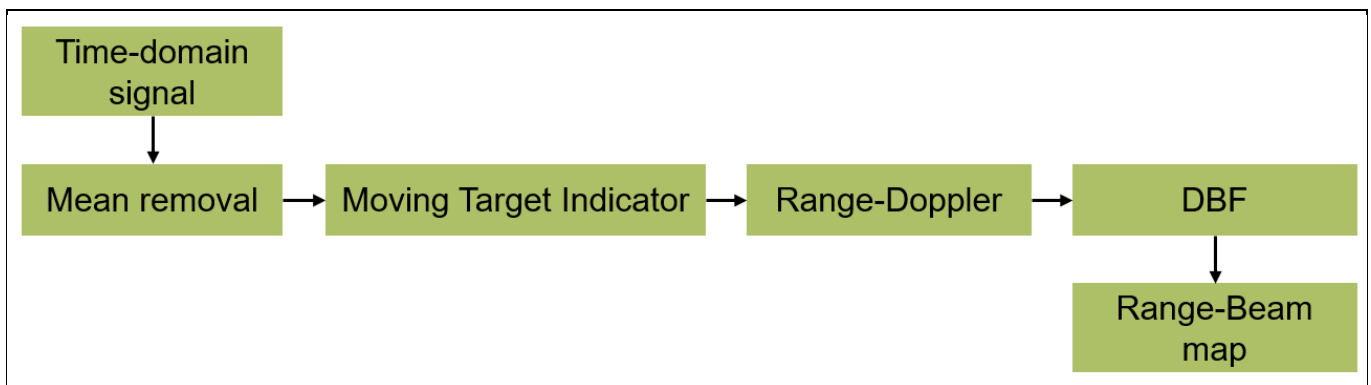 Time-domain
signal
Mean removal
Moving Target Indicator
Range-Doppler
DBF
Range-Beam
map